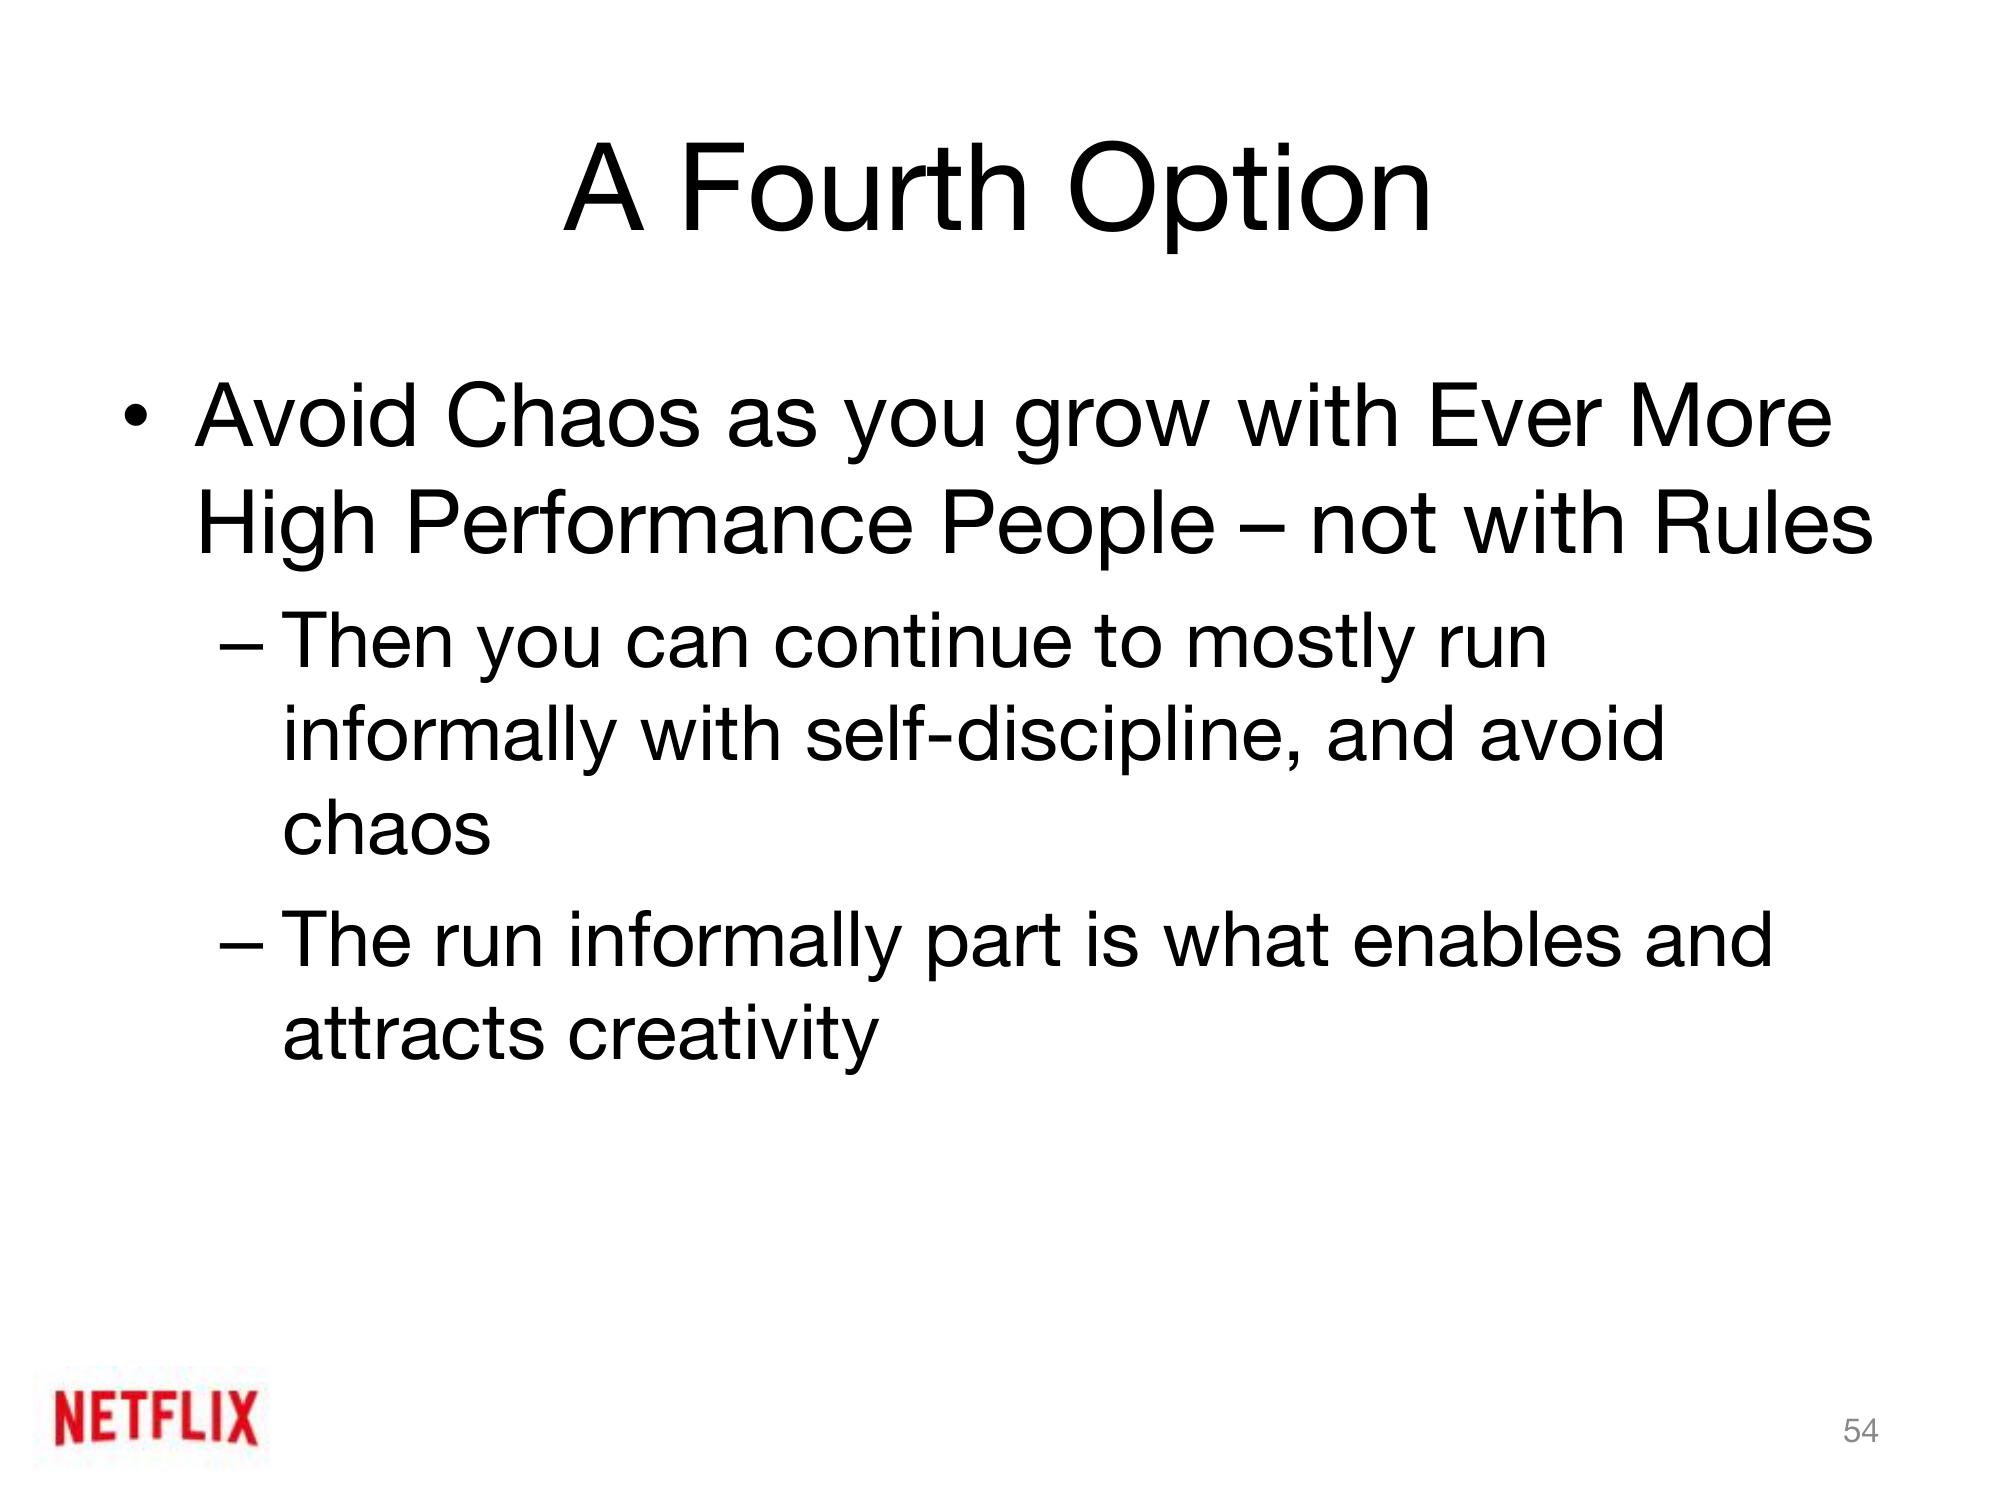 A Fourth Option
• Avoid Chaos as you grow with Ever More
High Performance People – not with Rules
– Then you can continue to mostly run
informally with self-discipline, and avoid
chaos
– The run informally part is what enables and
attracts creativity
NETFLIX
54